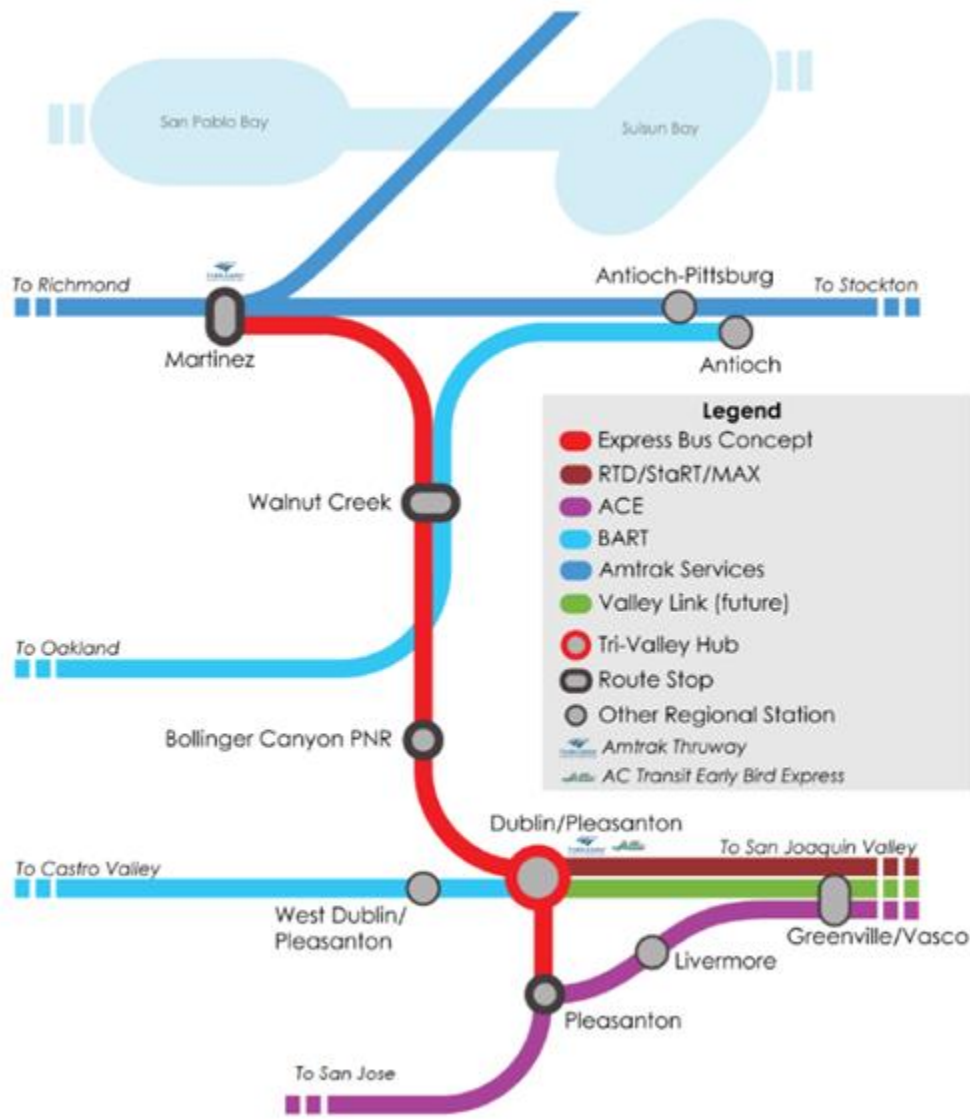 San Pablo Bay
Suisun Bay
To Richmond
Antioch-Pittsburg
To Stockton
Martinez
Antioch
Legend
Express Bus Concept
RTD/StaRT/MAX
ACE
BART
Amtrak Services
Valley Link (future)
Tri-Valley Hub
Route Stop
Other Regional Station
Amtrak Thruway
AC Transit Early Bird Express
Walnut Creek
To Oakland
Bollinger Canyon PNR
Dublin/Pleasanton
To San Joaquin Valley
To Castro Valley
West Dublin/
Pleasanton
Greenville/Vasco
Livermore
Pleasanton
To San Jose